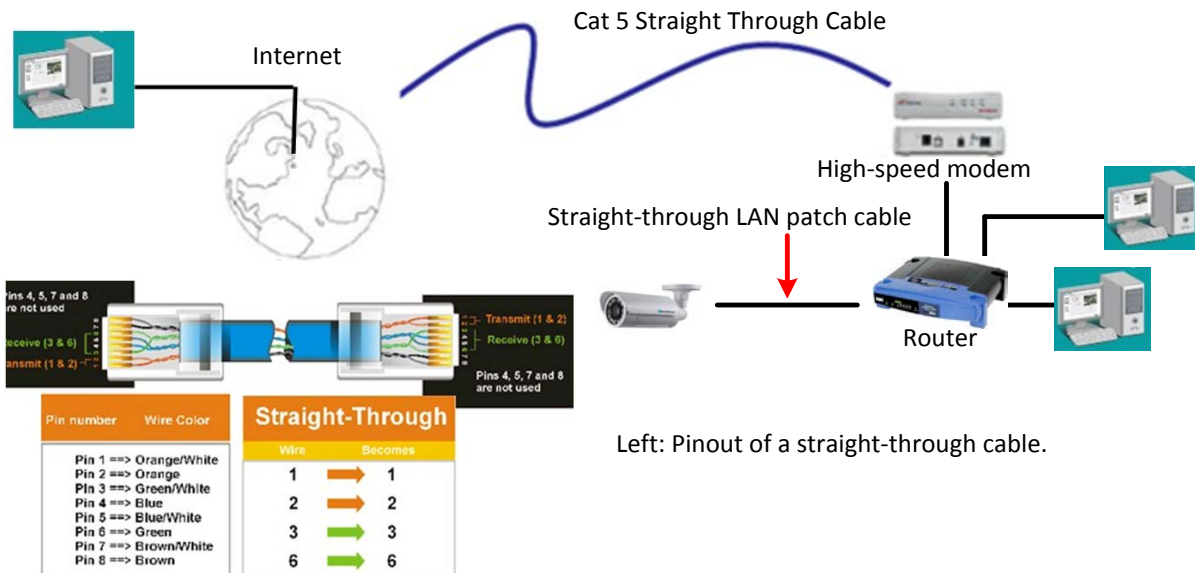 Cat 5 Straight Through Cable
Internet
High-speed modem
Straight-through LAN patch cable
Router
Pins 4, 5, 7 and 8
are not used
Receive (3 & 6)
Transmit (1 & 2)
Transmit (1 & 2)
Receive (3 & 6)
Pins 4, 5, 7 and 8
are not used
Pin number Wire Color
Pin 1 ==> Orange/White
Pin 2 ==> Orange
Pin 3 ==> Green/White
Pin 4 ==> Blue
Pin 5 ==> Blue/White
Pin 6 ==> Green
Pin 7 ==> Brown/White
Pin 8 ==> Brown
Straight-Through
Wire Becomes
1 1
2 2
3 3
6 6
Left: Pinout of a straight-through cable.